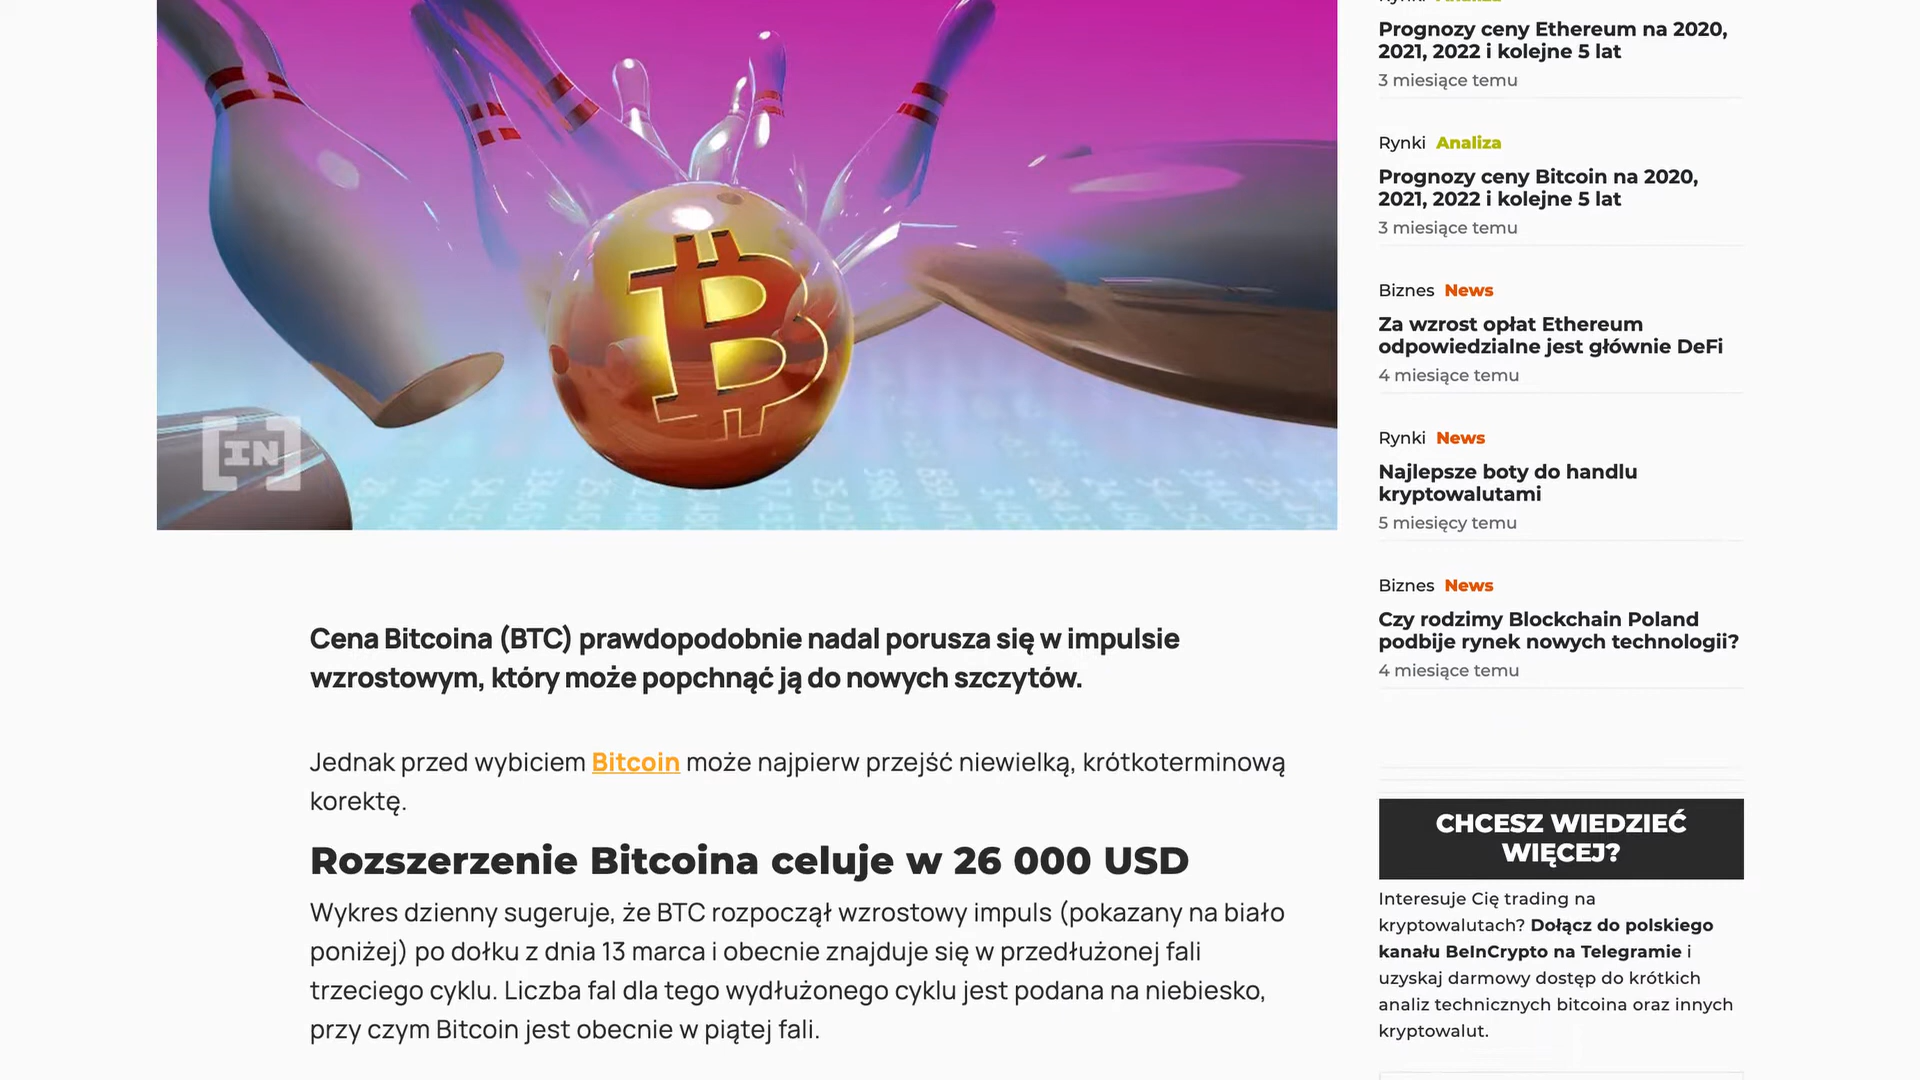 IN
Cena Bitcoina (BTC) prawdopodobnie nadal porusza się w impulsie
wzrostowym, który może popchnąć ją do nowych szczytów.
Jednak przed wybiciem Bitcoin może najpierw przejść niewielką, krótkoterminową
korektę.
Rozszerzenie Bitcoina celuje w 26 000 USD
Wykres dzienny sugeruje, że BTC rozpoczął wzrostowy impuls (pokazany na biało
poniżej) po dołku z dnia 13 marca i obecnie znajduje się w przedłużonej fali
trzeciego cyklu. Liczba fal dla tego wydłużonego cyklu jest podana na niebiesko,
przy czym Bitcoin jest obecnie w piątej fali.
Prognozy ceny Ethereum na 2020,
2021, 2022 i kolejne 5 lat
3 miesiące temu
Rynki Analiza
Prognozy ceny Bitcoin na 2020,
2021, 2022 i kolejne 5 lat
3 miesiące temu
Biznes News
Za wzrost opłat Ethereum
odpowiedzialne jest głównie DeFi
4 miesiące temu
Rynki News
Najlepsze boty do handlu
kryptowalutami
5 miesięcy temu
Biznes News
Czy rodzimy Blockchain Poland
podbije rynek nowych technologii?
4 miesiące temu
CHCESZ WIEDZIEĆ
WIĘCEJ?
Interesuje Cię trading na
kryptowalutach? Dołącz do polskiego
kanału BeInCrypto na Telegramie i
uzyskaj darmowy dostęp do krótkich
analiz technicznych bitcoina oraz innych
kryptowalut.